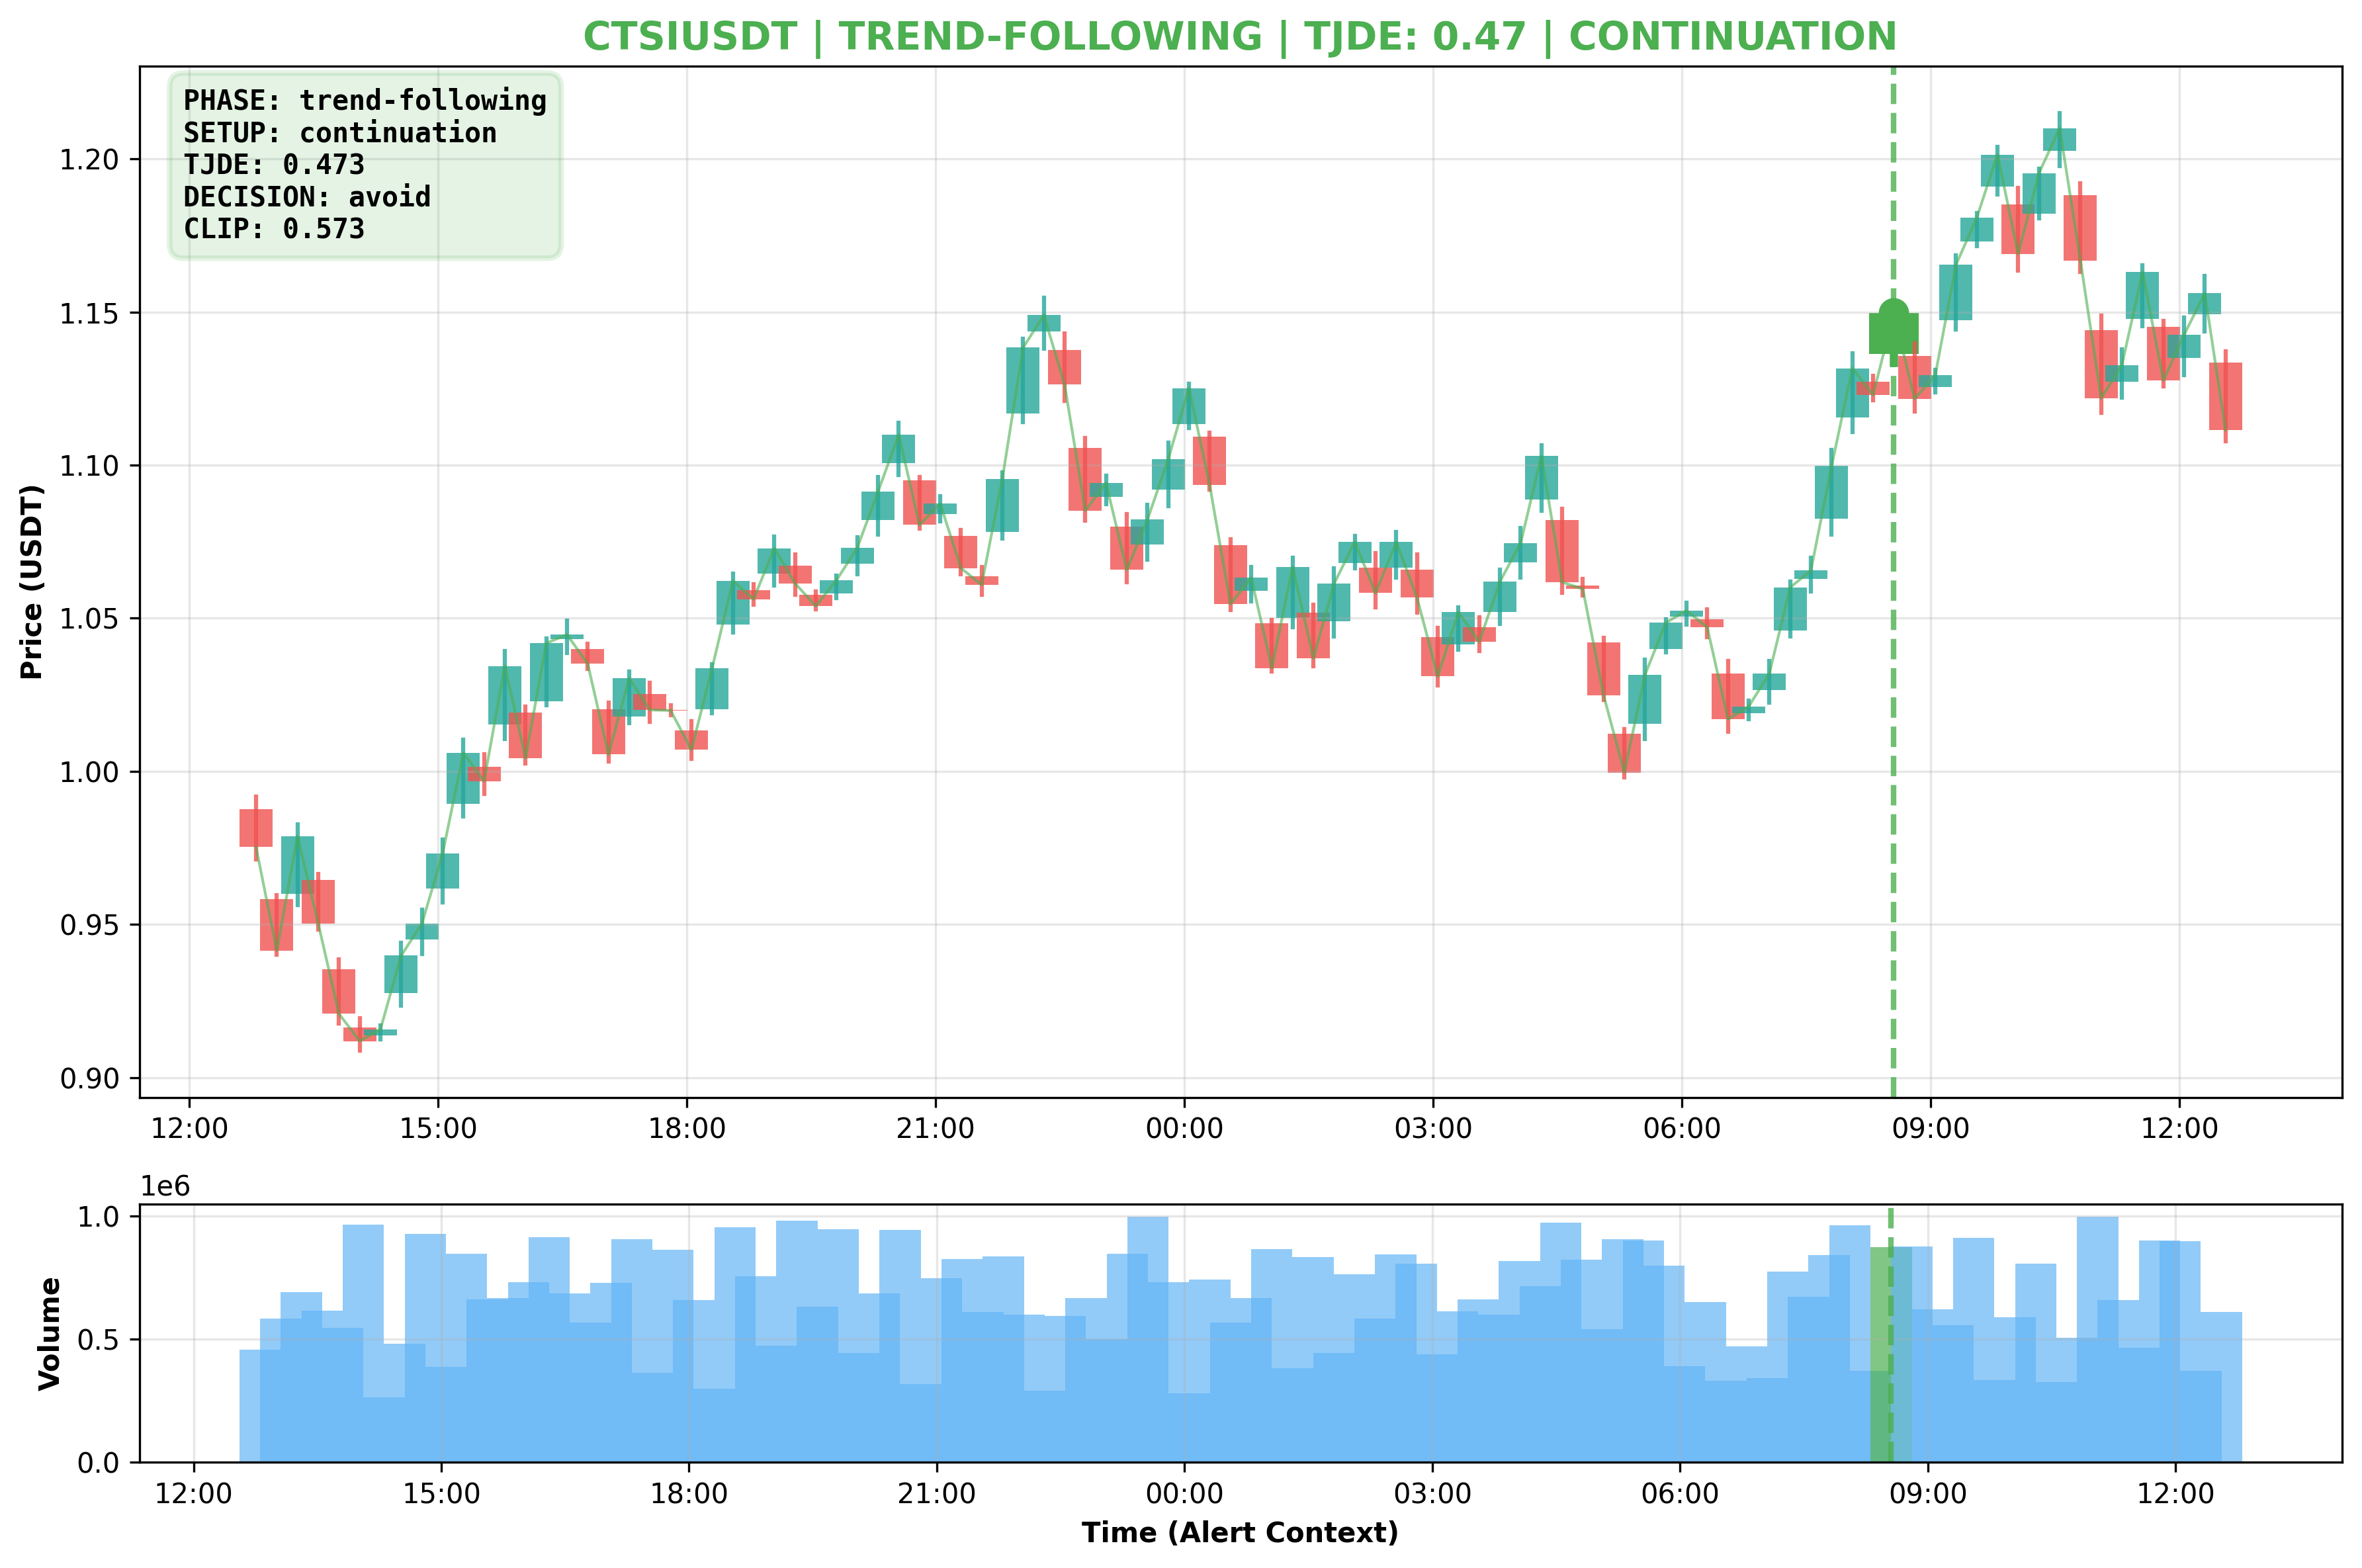 CTSIUSDT | TREND-FOLLOWING | TJDE: 0.47 | CONTINUATION
PHASE: trend-following
SETUP: continuation
TJDE: 0.473
DECISION: avoid
CLIP: 0.573
Price (USDT)
1.20
1.15
1.10
1.05
1.00
0.95
0.90
12:00 15:00 18:00 21:00 00:00 03:00 06:00 09:00 12:00
1e6
Volume
1.0
0.5
0.0
12:00 15:00 18:00 21:00 00:00 03:00 06:00 09:00 12:00
Time (Alert Context)